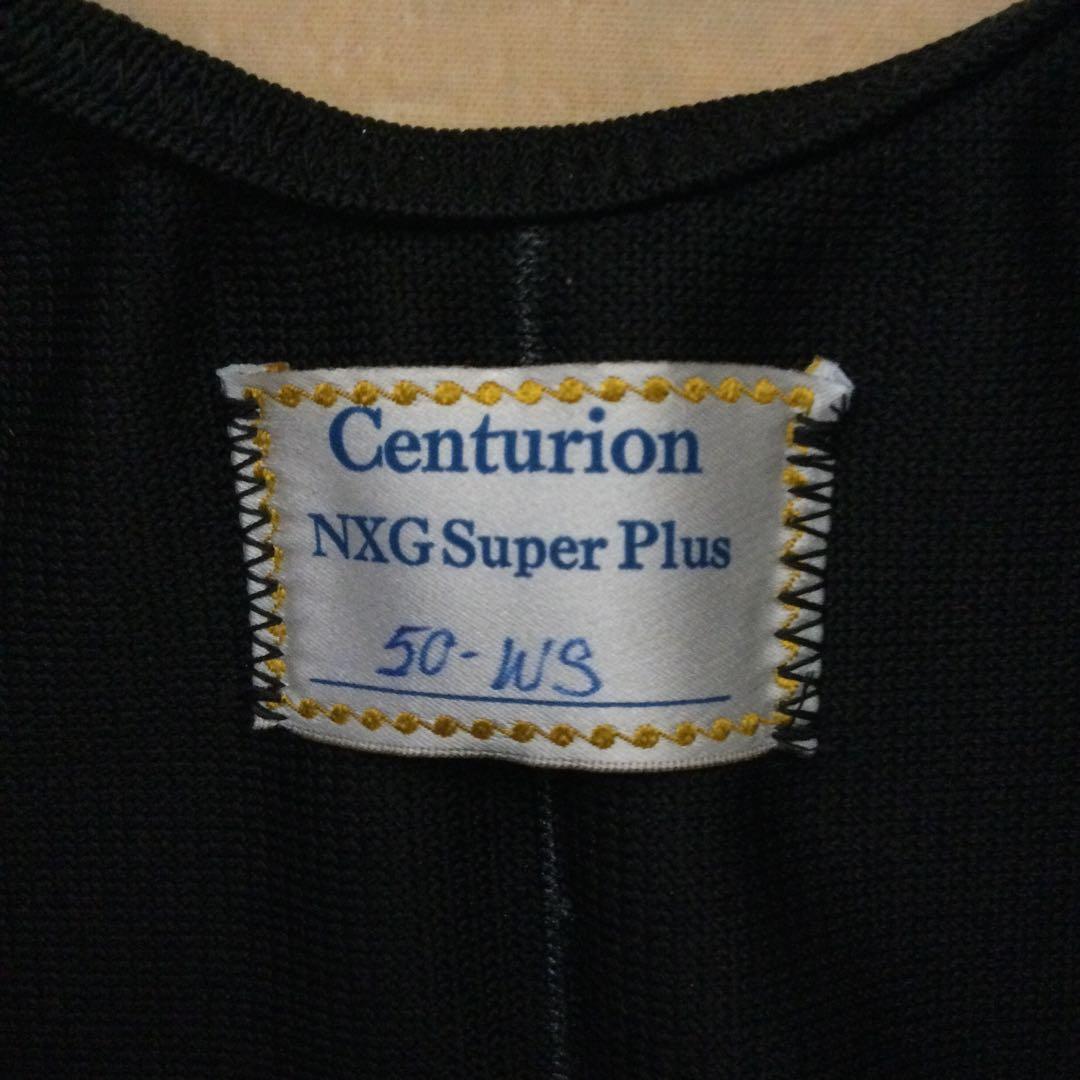 Centurion
NXG Super Plus
50-WS